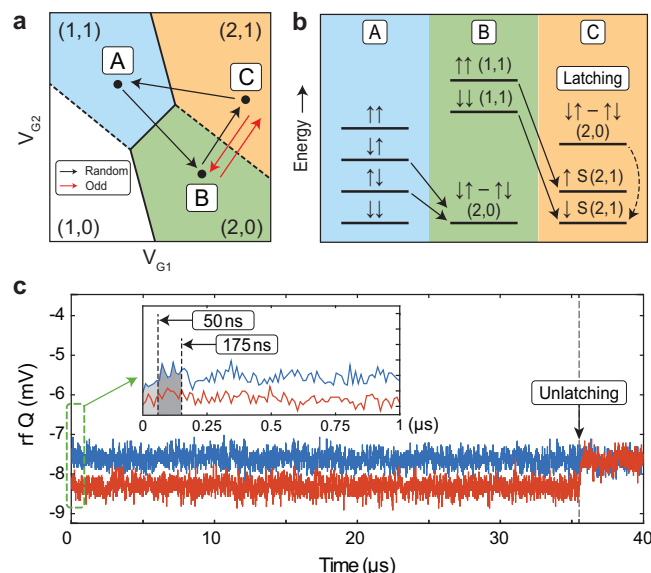 a
(1,1)
(2,1)
A
C
B
V_G2
Random
Odd
(1,0)
(2,0)
V_G1
b
A
B
C
Energy →
↑↑
↓↑
↑↓
↓↓
↑↑ (1,1)
↓↓ (1,1)
↓↑ – ↑↓
(2,0)
Latching
↓↑ – ↑↓
(2,0)
↑ S (2,1)
↓ S (2,1)
c
rf Q (mV)
-4
-5
-6
-7
-8
-9
50 ns
175 ns
0 0.25 0.5 0.75 1 (µs)
Unlatching
0 10 20 30 40
Time (µs)